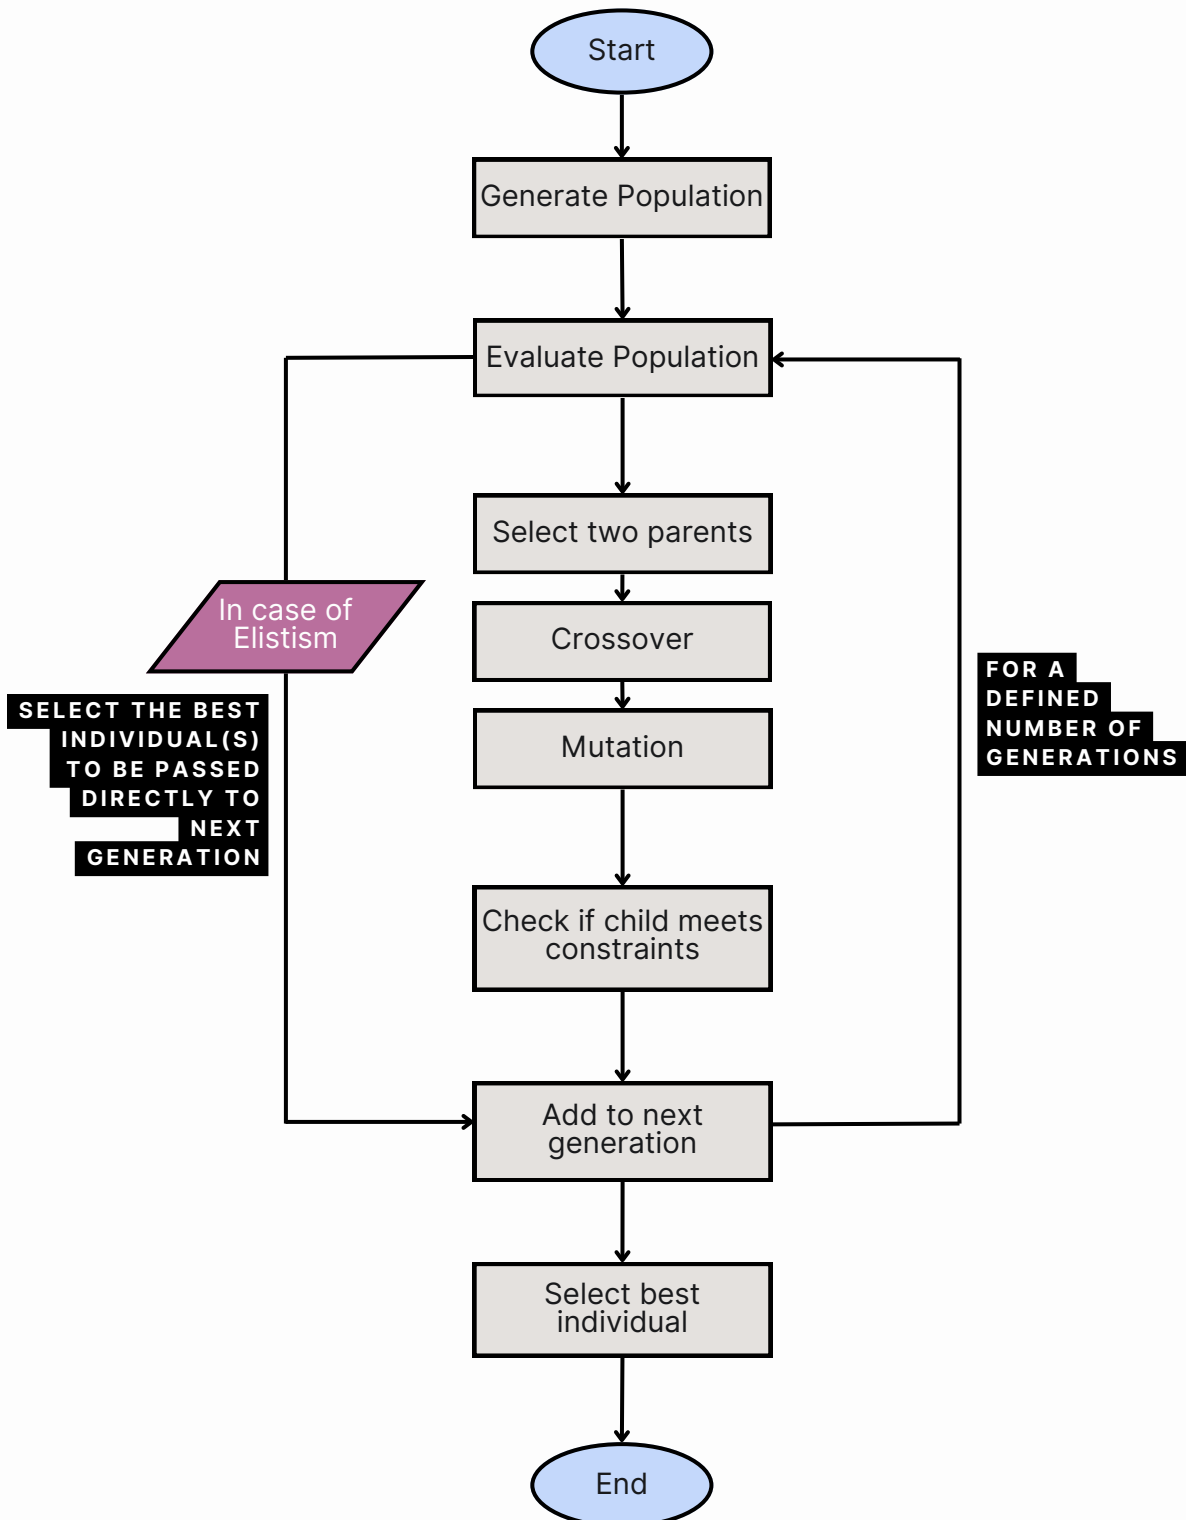 Start
Generate Population
Evaluate Population
Select two parents
In case of
Elistism
Crossover
SELECT THE BEST
INDIVIDUAL(S)
TO BE PASSED
DIRECTLY TO
NEXT
GENERATION
FOR A
DEFINED
NUMBER OF
GENERATIONS
Mutation
Check if child meets
constraints
Add to next
generation
Select best
individual
End